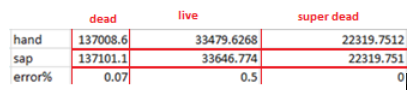 dead live super dead
hand 137008.6 33479.6268 22319.7512
sap 137101.1 33646.774 22319.751
error% 0.07 0.5 0